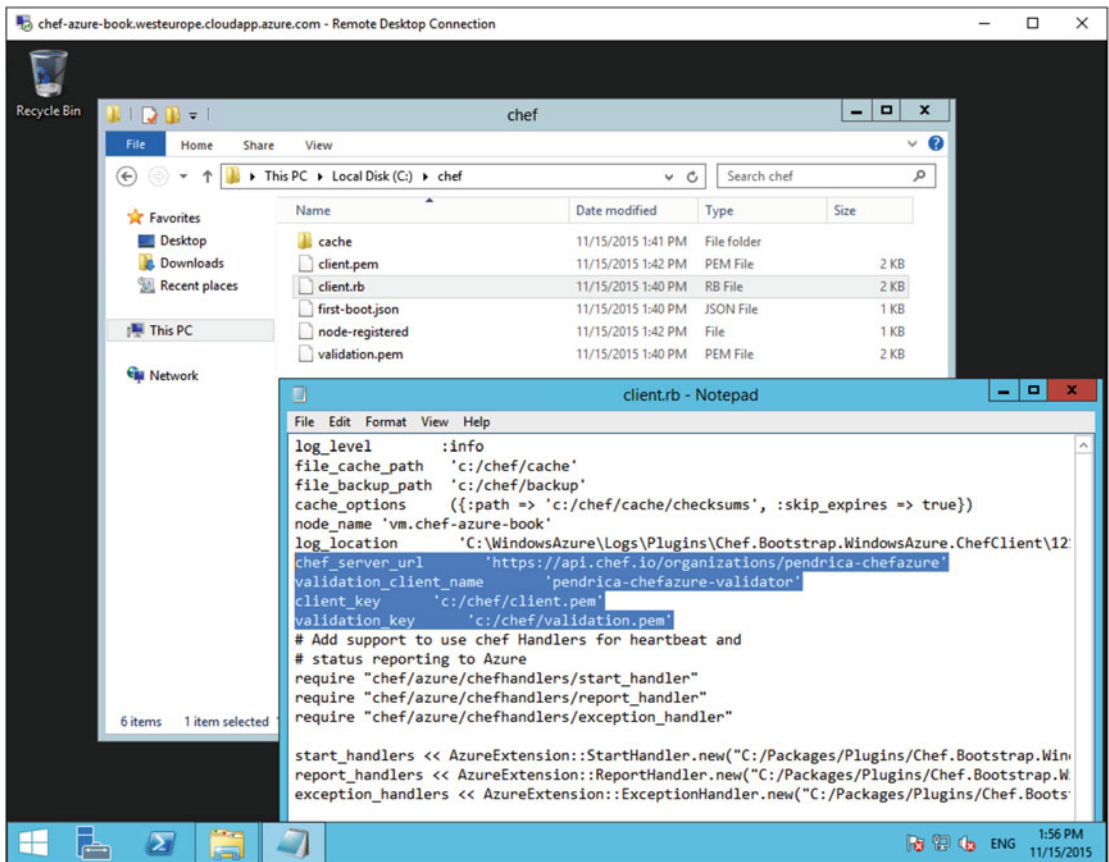 chef-azure-book.westeurope.cloudapp.azure.com - Remote Desktop Connection
Recycle Bin
chef
File Home Share View
This PC Local Disk (C:) chef
Search chef
Name Date modified Type Size
Favorites
Desktop
Downloads
Recent places
This PC
Network
cache 11/15/2015 1:41 PM File folder
client.pem 11/15/2015 1:42 PM PEM File 2 KB
client.rb 11/15/2015 1:40 PM RB File 2 KB
first-boot.json 11/15/2015 1:40 PM JSON File 1 KB
node-registered 11/15/2015 1:42 PM File 1 KB
validation.pem 11/15/2015 1:40 PM PEM File 2 KB
6 items 1 item selected
client.rb - Notepad
File Edit Format View Help
log_level :info
file_cache_path 'c:/chef/cache'
file_backup_path 'c:/chef/backup'
cache_options ({:path => 'c:/chef/cache/checksums', :skip_expires => true})
node_name 'vm.chef-azure-book'
log_location 'C:\WindowsAzure\Logs\Plugins\Chef.Bootstrap.WindowsAzure.ChefClient\12
chef_server_url 'https://api.chef.io/organizations/pendrica-chefazure'
validation_client_name 'pendrica-chefazure-validator'
client_key 'c:/chef/client.pem'
validation_key 'c:/chef/validation.pem'
# Add support to use chef Handlers for heartbeat and
# status reporting to Azure
require "chef/azure/chefhandlers/start_handler"
require "chef/azure/chefhandlers/report_handler"
require "chef/azure/chefhandlers/exception_handler"
start_handlers << AzureExtension::StartHandler.new("C:/Packages/Plugins/Chef.Bootstrap.Win
report_handlers << AzureExtension::ReportHandler.new("C:/Packages/Plugins/Chef.Bootstrap.W
exception_handlers << AzureExtension::ExceptionHandler.new("C:/Packages/Plugins/Chef.Boots
ENG
1:56 PM
11/15/2015